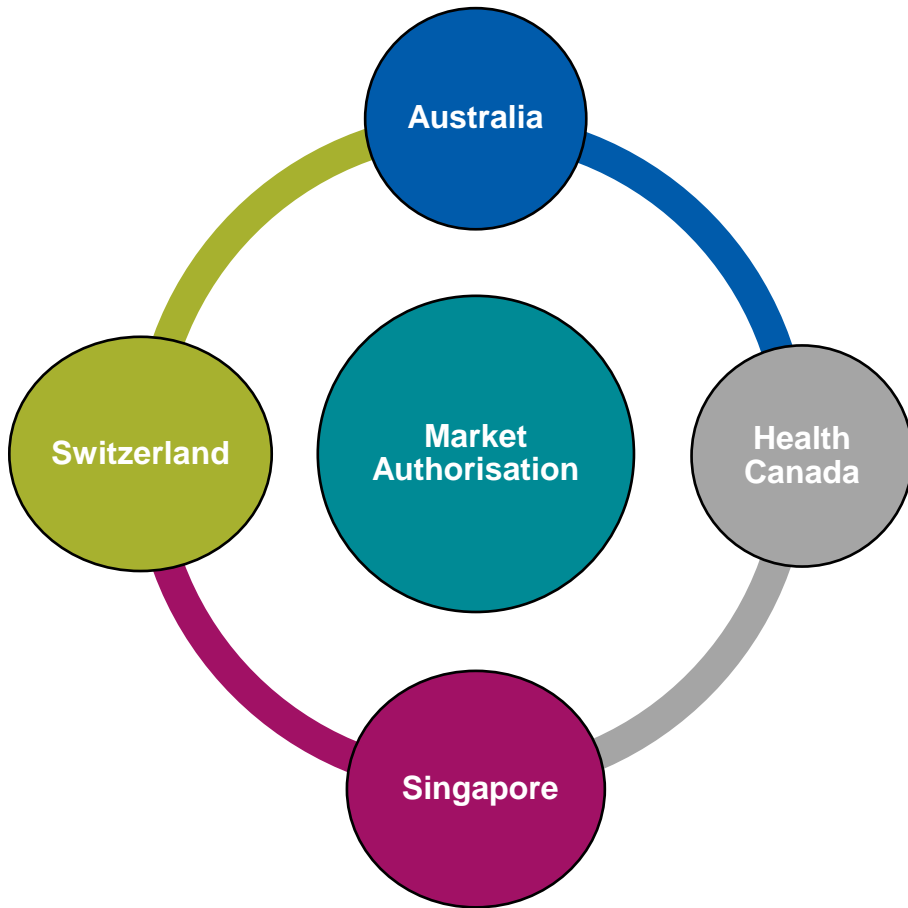 Australia
Switzerland
Market
Authorisation
Health
Canada
Singapore